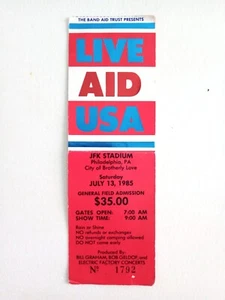 THE BAND AID TRUST PRESENTS
LIVE
AID
USA
JFK STADIUM
Philadelphia, PA
City of Brotherly Love
Saturday
JULY 13, 1985
GENERAL FIELD ADMISSION
$35.00
GATES OPEN: 7:00 AM
SHOW TIME: 9:00 AM
Rain or Shine
NO refunds or exchanges
NO overnight camping allowed
DO NOT come early
Produced By:
BILL GRAHAM, BOB GELDOF, and
ELECTRIC FACTORY CONCERTS
Nº 1792